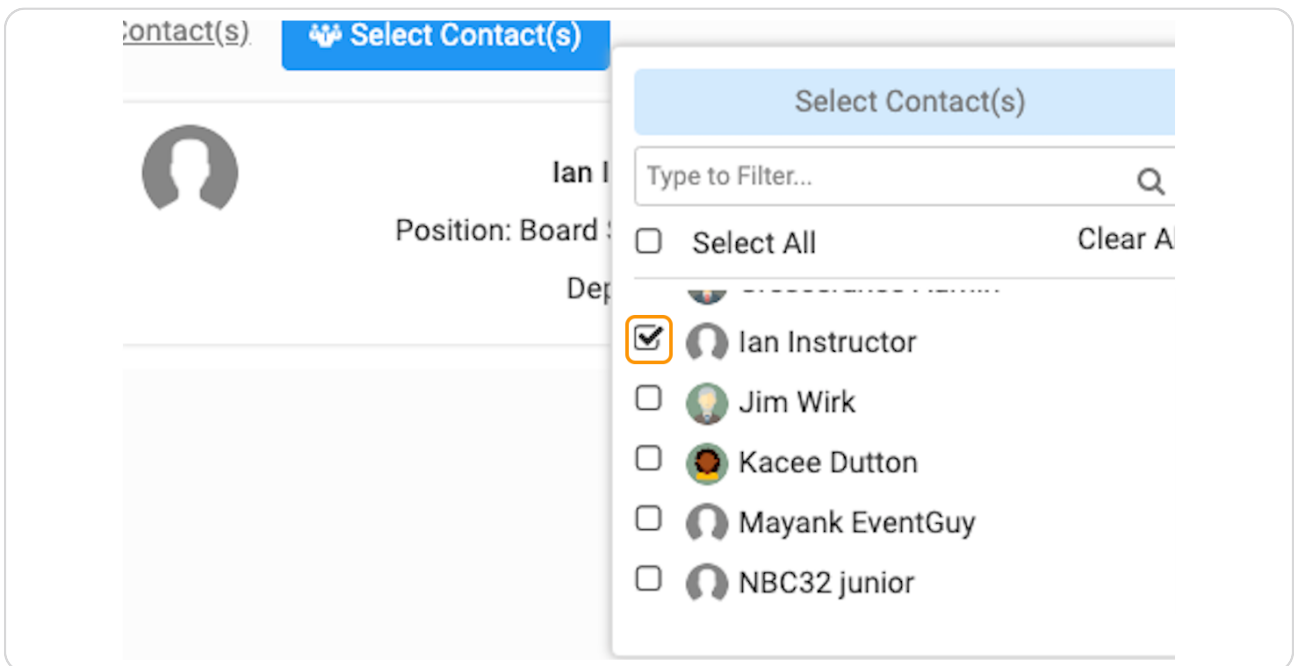 Contact(s)
Select Contact(s)
Select Contact(s)
Type to Filter...
Select All
Clear Al
Ian I
Position: Board
Dep
Ian Instructor
Jim Wirk
Kacee Dutton
Mayank EventGuy
NBC32 junior